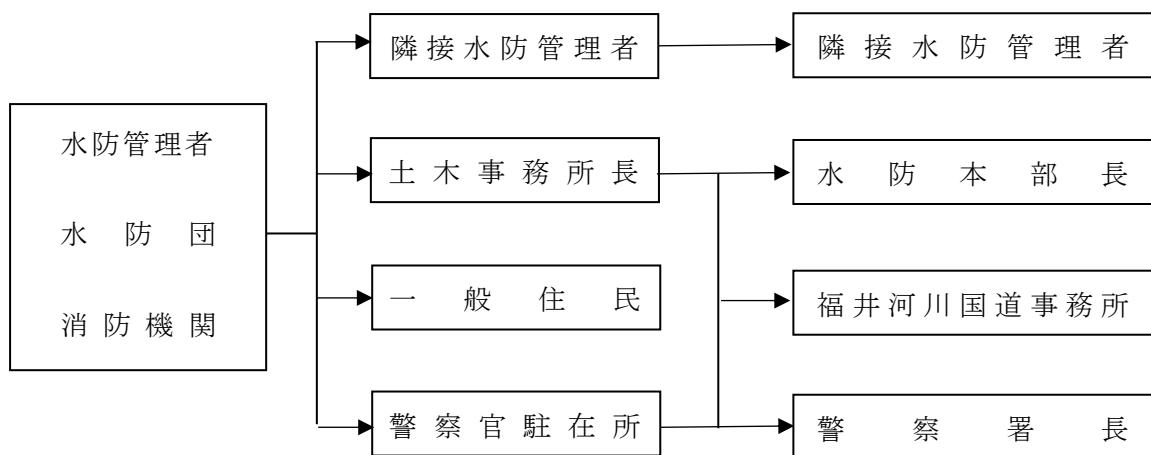 水防管理者
水防団
消防機関
隣接水防管理者
土木事務所長
一般住民
警察官駐在所
隣接水防管理者
水防本部長
福井河川国道事務所
警察署長